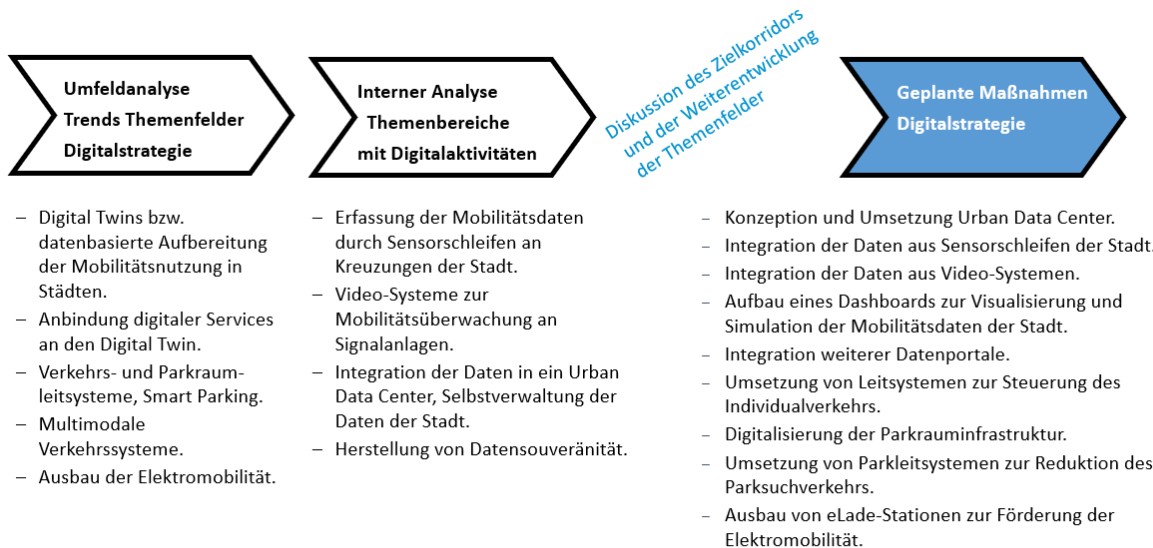 Umfeldanalyse
Trends Themenfelder
Digitalstrategie
– Digital Twins bzw.
datenbasierte Aufbereitung
der Mobilitätsnutzung in
Städten.
– Anbindung digitaler Services
an den Digital Twin.
– Verkehrs- und Parkraum-
leitsysteme, Smart Parking.
– Multimodale
Verkehrssysteme.
– Ausbau der Elektromobilität.
Interner Analyse
Themenbereiche
mit Digitalaktivitäten
– Erfassung der Mobilitätsdaten
durch Sensorschleifen an
Kreuzungen der Stadt.
– Video-Systeme zur
Mobilitätsüberwachung an
Signalanlagen.
– Integration der Daten in ein Urban
Data Center, Selbstverwaltung der
Daten der Stadt.
– Herstellung von Datensouveränität.
Diskussion des Zielkorridors
und der Weiterentwicklung
der Themenfelder
Geplante Maßnahmen
Digitalstrategie
– Konzeption und Umsetzung Urban Data Center.
– Integration der Daten aus Sensorschleifen der Stadt.
– Integration der Daten aus Video-Systemen.
– Aufbau eines Dashboards zur Visualisierung und
Simulation der Mobilitätsdaten der Stadt.
– Integration weiterer Datenportale.
– Umsetzung von Leitsystemen zur Steuerung des
Individualverkehrs.
– Digitalisierung der Parkrauminfrastruktur.
– Umsetzung von Parkleitsystemen zur Reduktion des
Parksuchverkehrs.
– Ausbau von eLade-Stationen zur Förderung der
Elektromobilität.